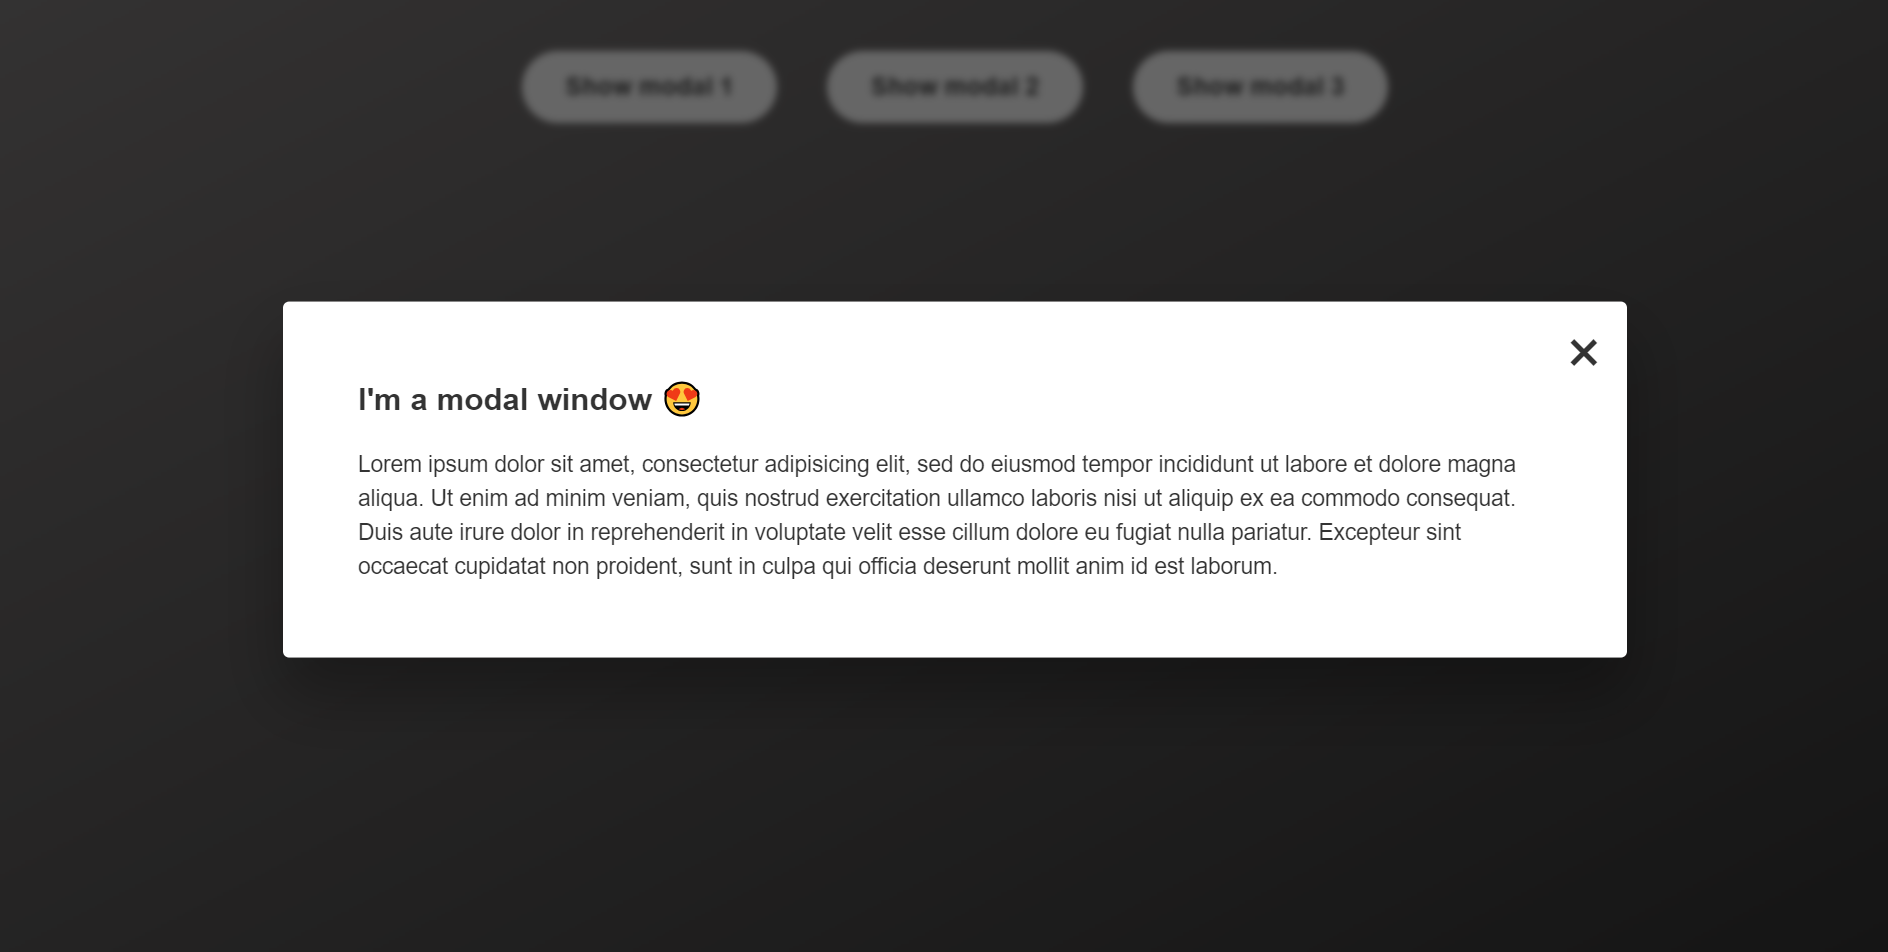 Show modal 1 Show modal 2 Show modal 3
×
I'm a modal window 😍
Lorem ipsum dolor sit amet, consectetur adipisicing elit, sed do eiusmod tempor incididunt ut labore et dolore magna
aliqua. Ut enim ad minim veniam, quis nostrud exercitation ullamco laboris nisi ut aliquip ex ea commodo consequat.
Duis aute irure dolor in reprehenderit in voluptate velit esse cillum dolore eu fugiat nulla pariatur. Excepteur sint
occaecat cupidatat non proident, sunt in culpa qui officia deserunt mollit anim id est laborum.